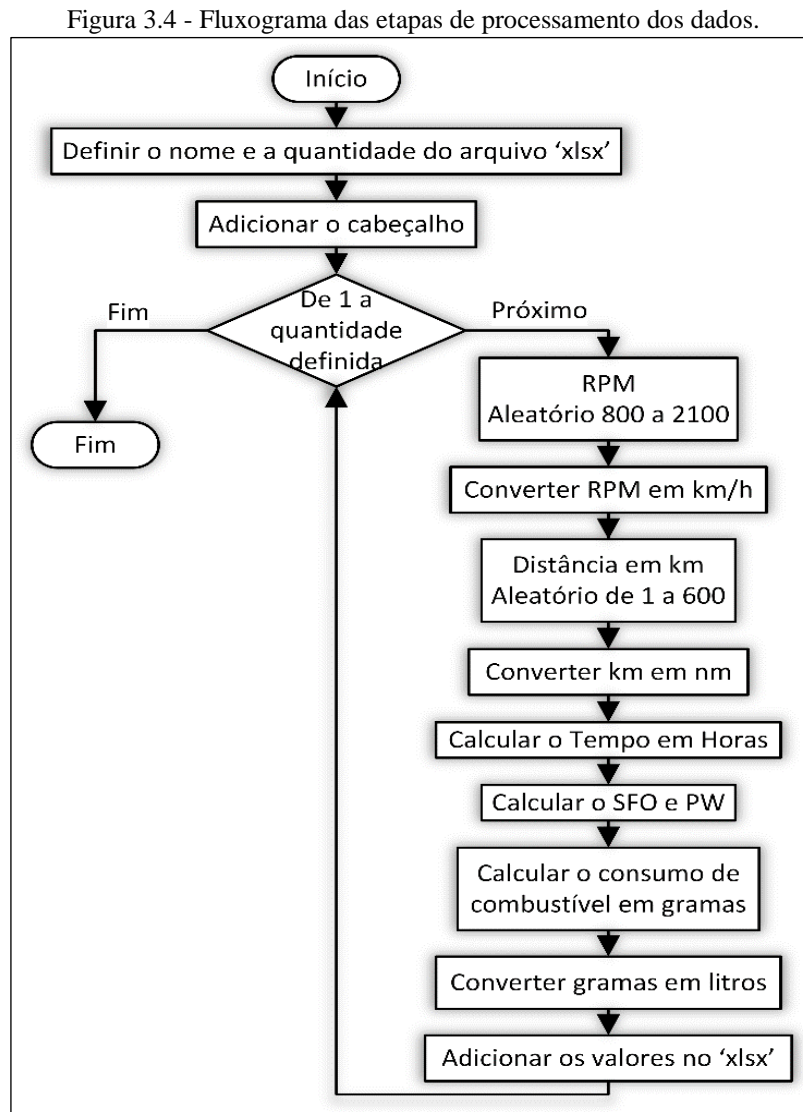 Figura 3.4 - Fluxograma das etapas de processamento dos dados.
Início
Definir o nome e a quantidade do arquivo ‘xlsx’
Adicionar o cabeçalho
De 1 a
quantidade
definida
Fim
Próximo
Fim
RPM
Aleatório 800 a 2100
Converter RPM em km/h
Distância em km
Aleatório de 1 a 600
Converter km em nm
Calcular o Tempo em Horas
Calcular o SFO e PW
Calcular o consumo de
combustível em gramas
Converter gramas em litros
Adicionar os valores no ‘xlsx’